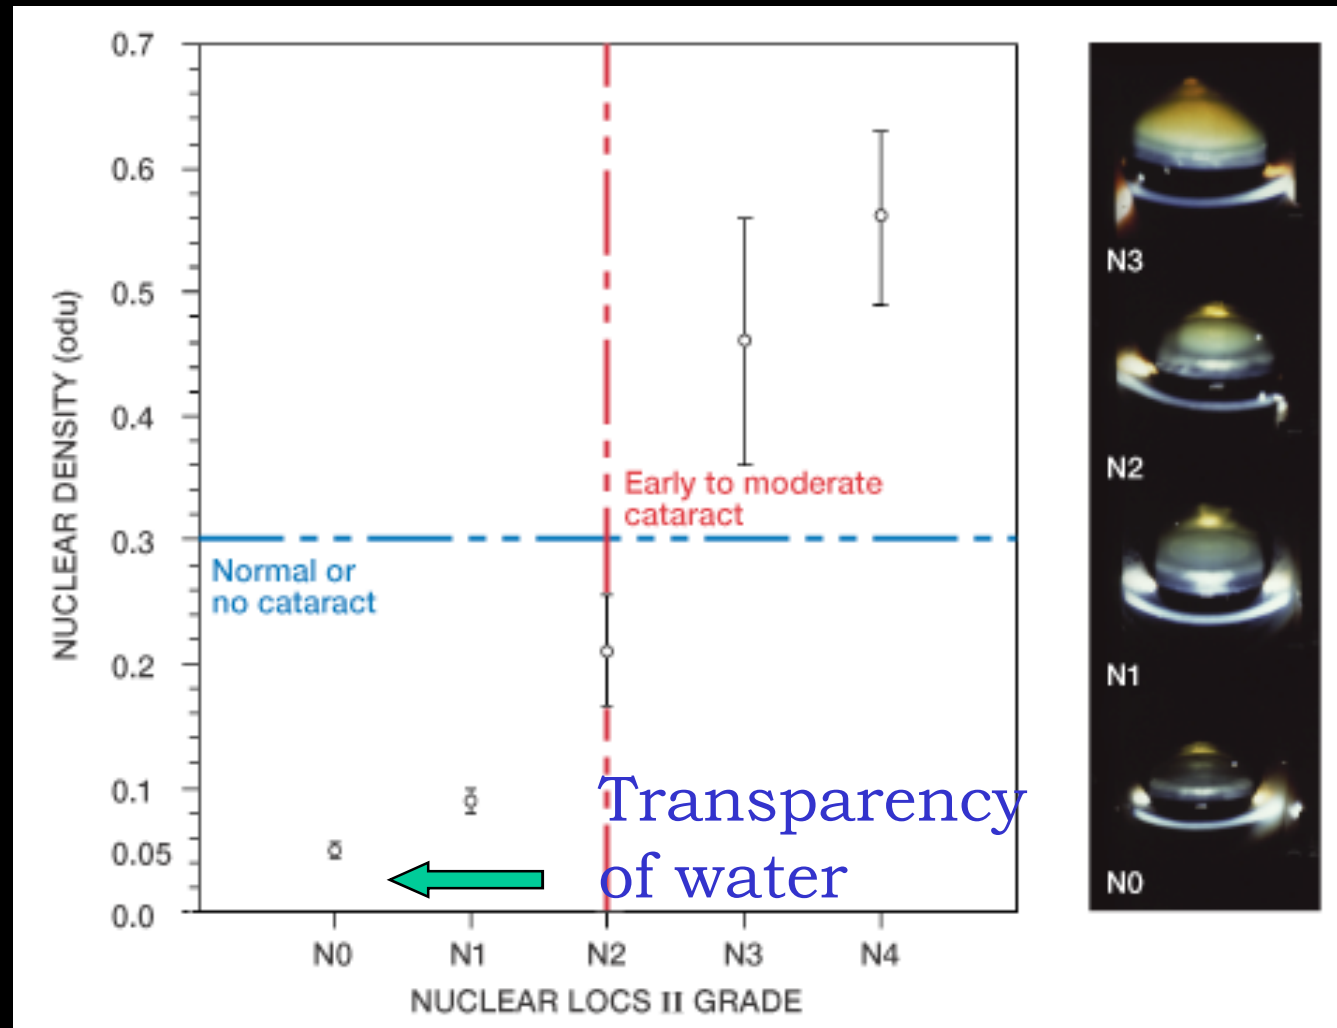 0.7
0.6
0.5
0.4
0.3
0.2
0.1
0.05
0.0
NUCLEAR DENSITY (odu)
Early to moderate
cataract
Normal or
no cataract
Transparency
of water
N0 N1 N2 N3 N4
NUCLEAR LOCS II GRADE
N3
N2
N1
N0